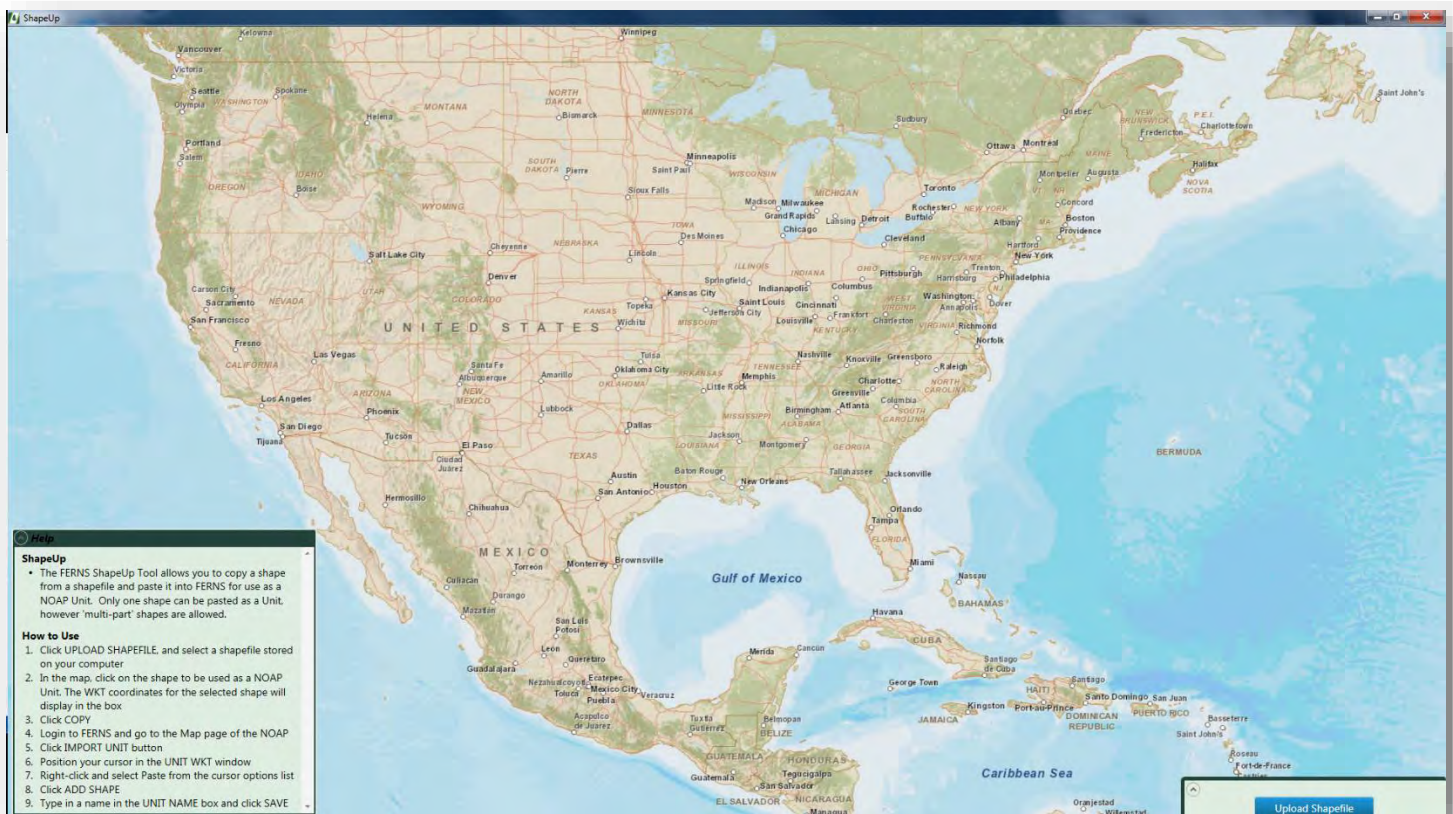 ShapeUp
Kelowna
Winnipeg
Vancouver
Victoria
Seattle
Spokane
Olympia
WASHINGTON
MONTANA
NORTH
DAKOTA
MINNESOTA
Helena
Bismarck
Sudbury
Quebec
NEW
BRUNSWICK
P.E.I.
Charlottetown
Fredericton
Saint John's
Portland
Salem
Ottawa
Montreal
MAINE
Halifax
NOVA
SCOTIA
OREGON
IDAHO
Boise
SOUTH
DAKOTA
Pierre
Minneapolis
Saint Paul
WISCONSIN
Montpelier
Augusta
VT
NH
Concord
WYOMING
Sioux Falls
MICHIGAN
Toronto
Madison
Milwaukee
Grand Rapids
Lansing
Detroit
Rochester
Buffalo
NEW YORK
Albany
MA
Boston
Providence
IOWA
Des Moines
Chicago
Cleveland
Hartford
New York
Salt Lake City
Cheyenne
NEBRASKA
Lincoln
PENNSYLVANIA
Denver
ILLINOIS
INDIANA
OHIO
Pittsburgh
Harrisburg
Trenton
Philadelphia
NJ
Springfield
Indianapolis
Columbus
Carson City
Sacramento
NEVADA
UTAH
COLORADO
KANSAS
Topeka
Kansas City
Jefferson City
Saint Louis
Cincinnati
WEST
VIRGINIA
Washington
Annapolis
Dover
San Francisco
UNITED STATES
Wichita
MISSOURI
Louisville
Frankfort
KENTUCKY
Charleston
VIRGINIA
Richmond
Norfolk
Fresno
CALIFORNIA
Las Vegas
Santa Fe
Albuquerque
NEW
MEXICO
Amarillo
Tulsa
Oklahoma City
OKLAHOMA
ARKANSAS
Little Rock
Nashville
TENNESSEE
Memphis
Knoxville
Greensboro
Raleigh
Charlotte
NORTH
CAROLINA
Greenville
Columbia
SOUTH
CAROLINA
Los Angeles
ARIZONA
Phoenix
Lubbock
Dallas
MISSISSIPPI
Birmingham
ALABAMA
Atlanta
San Diego
Tijuana
Tucson
El Paso
Ciudad
Juárez
TEXAS
LOUISIANA
Jackson
Montgomery
GEORGIA
BERMUDA
Hermosillo
Chihuahua
Austin
San Antonio
Houston
Baton Rouge
New Orleans
Tallahassee
Jacksonville
Orlando
Tampa
FLORIDA
MEXICO
Torreón
Monterrey
Brownsville
Gulf of Mexico
Miami
Nassau
BAHAMAS
Culiacan
Durango
Mazatlán
San Luis
Potosi
Havana
CUBA
León
Querétaro
Guadalajara
Merida
Cancún
Santiago
de Cuba
Nezahualcoyotl
Ecatepec
Toluca
Mexico City
Puebla
Veracruz
George Town
HAITI
Santiago
Port-au-Prince
Santo Domingo
San Juan
Acapulco
de Juarez
Tuxtla
Gutierrez
Belmopan
BELIZE
JAMAICA
Kingston
DOMINICAN
REPUBLIC
PUERTO RICO
Basseterre
Saint John's
GUATEMALA
HONDURAS
Guatemala
Tegucigalpa
San Salvador
EL SALVADOR
NICARAGUA
Managua
Caribbean Sea
Roseau
Fort-de-France
Oranjestad
Willemstad
Help
ShapeUp
• The FERNS ShapeUp Tool allows you to copy a shape
from a shapefile and paste it into FERNS for use as a
NOAP Unit. Only one shape can be pasted as a Unit,
however 'multi-part' shapes are allowed.
How to Use
1. Click UPLOAD SHAPEFILE, and select a shapefile stored
on your computer
2. In the map, click on the shape to be used as a NOAP
Unit. The WKT coordinates for the selected shape will
display in the box
3. Click COPY
4. Login to FERNS and go to the Map page of the NOAP
5. Click IMPORT UNIT button
6. Position your cursor in the UNIT WKT window
7. Right-click and select Paste from the cursor options list
8. Click ADD SHAPE
9. Type in a name in the UNIT NAME box and click SAVE
Upload Shapefile